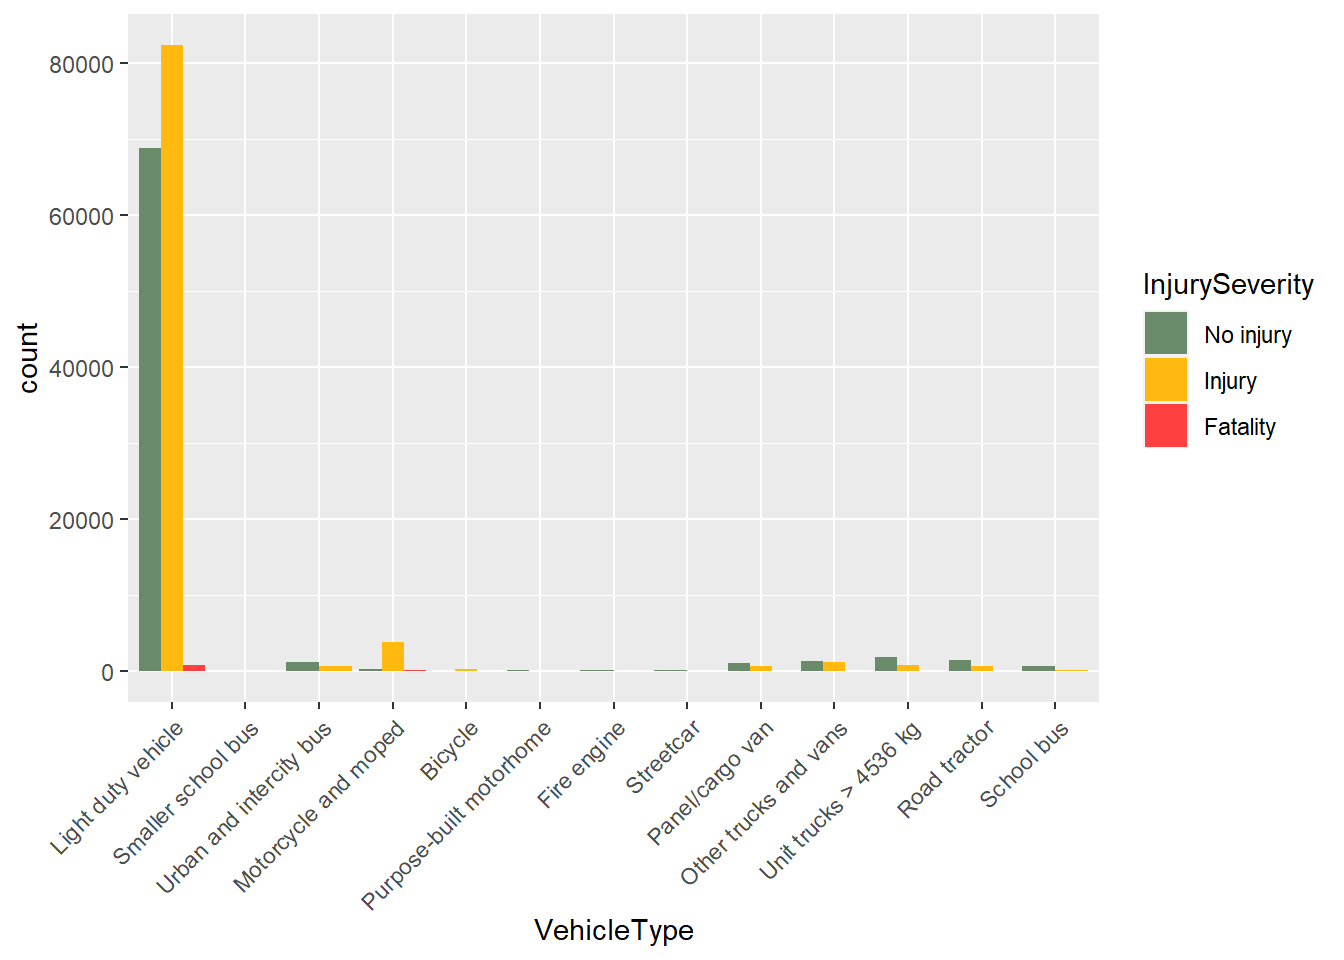 80000
60000
40000
20000
0
count
Light duty vehicle
Smaller school bus
Urban and intercity bus
Motorcycle and moped
Bicycle
Purpose-built motorhome
Fire engine
Streetcar
Panel/cargo van
Other trucks and vans
Unit trucks > 4536 kg
Road tractor
School bus
VehicleType
InjurySeverity
No injury
Injury
Fatality